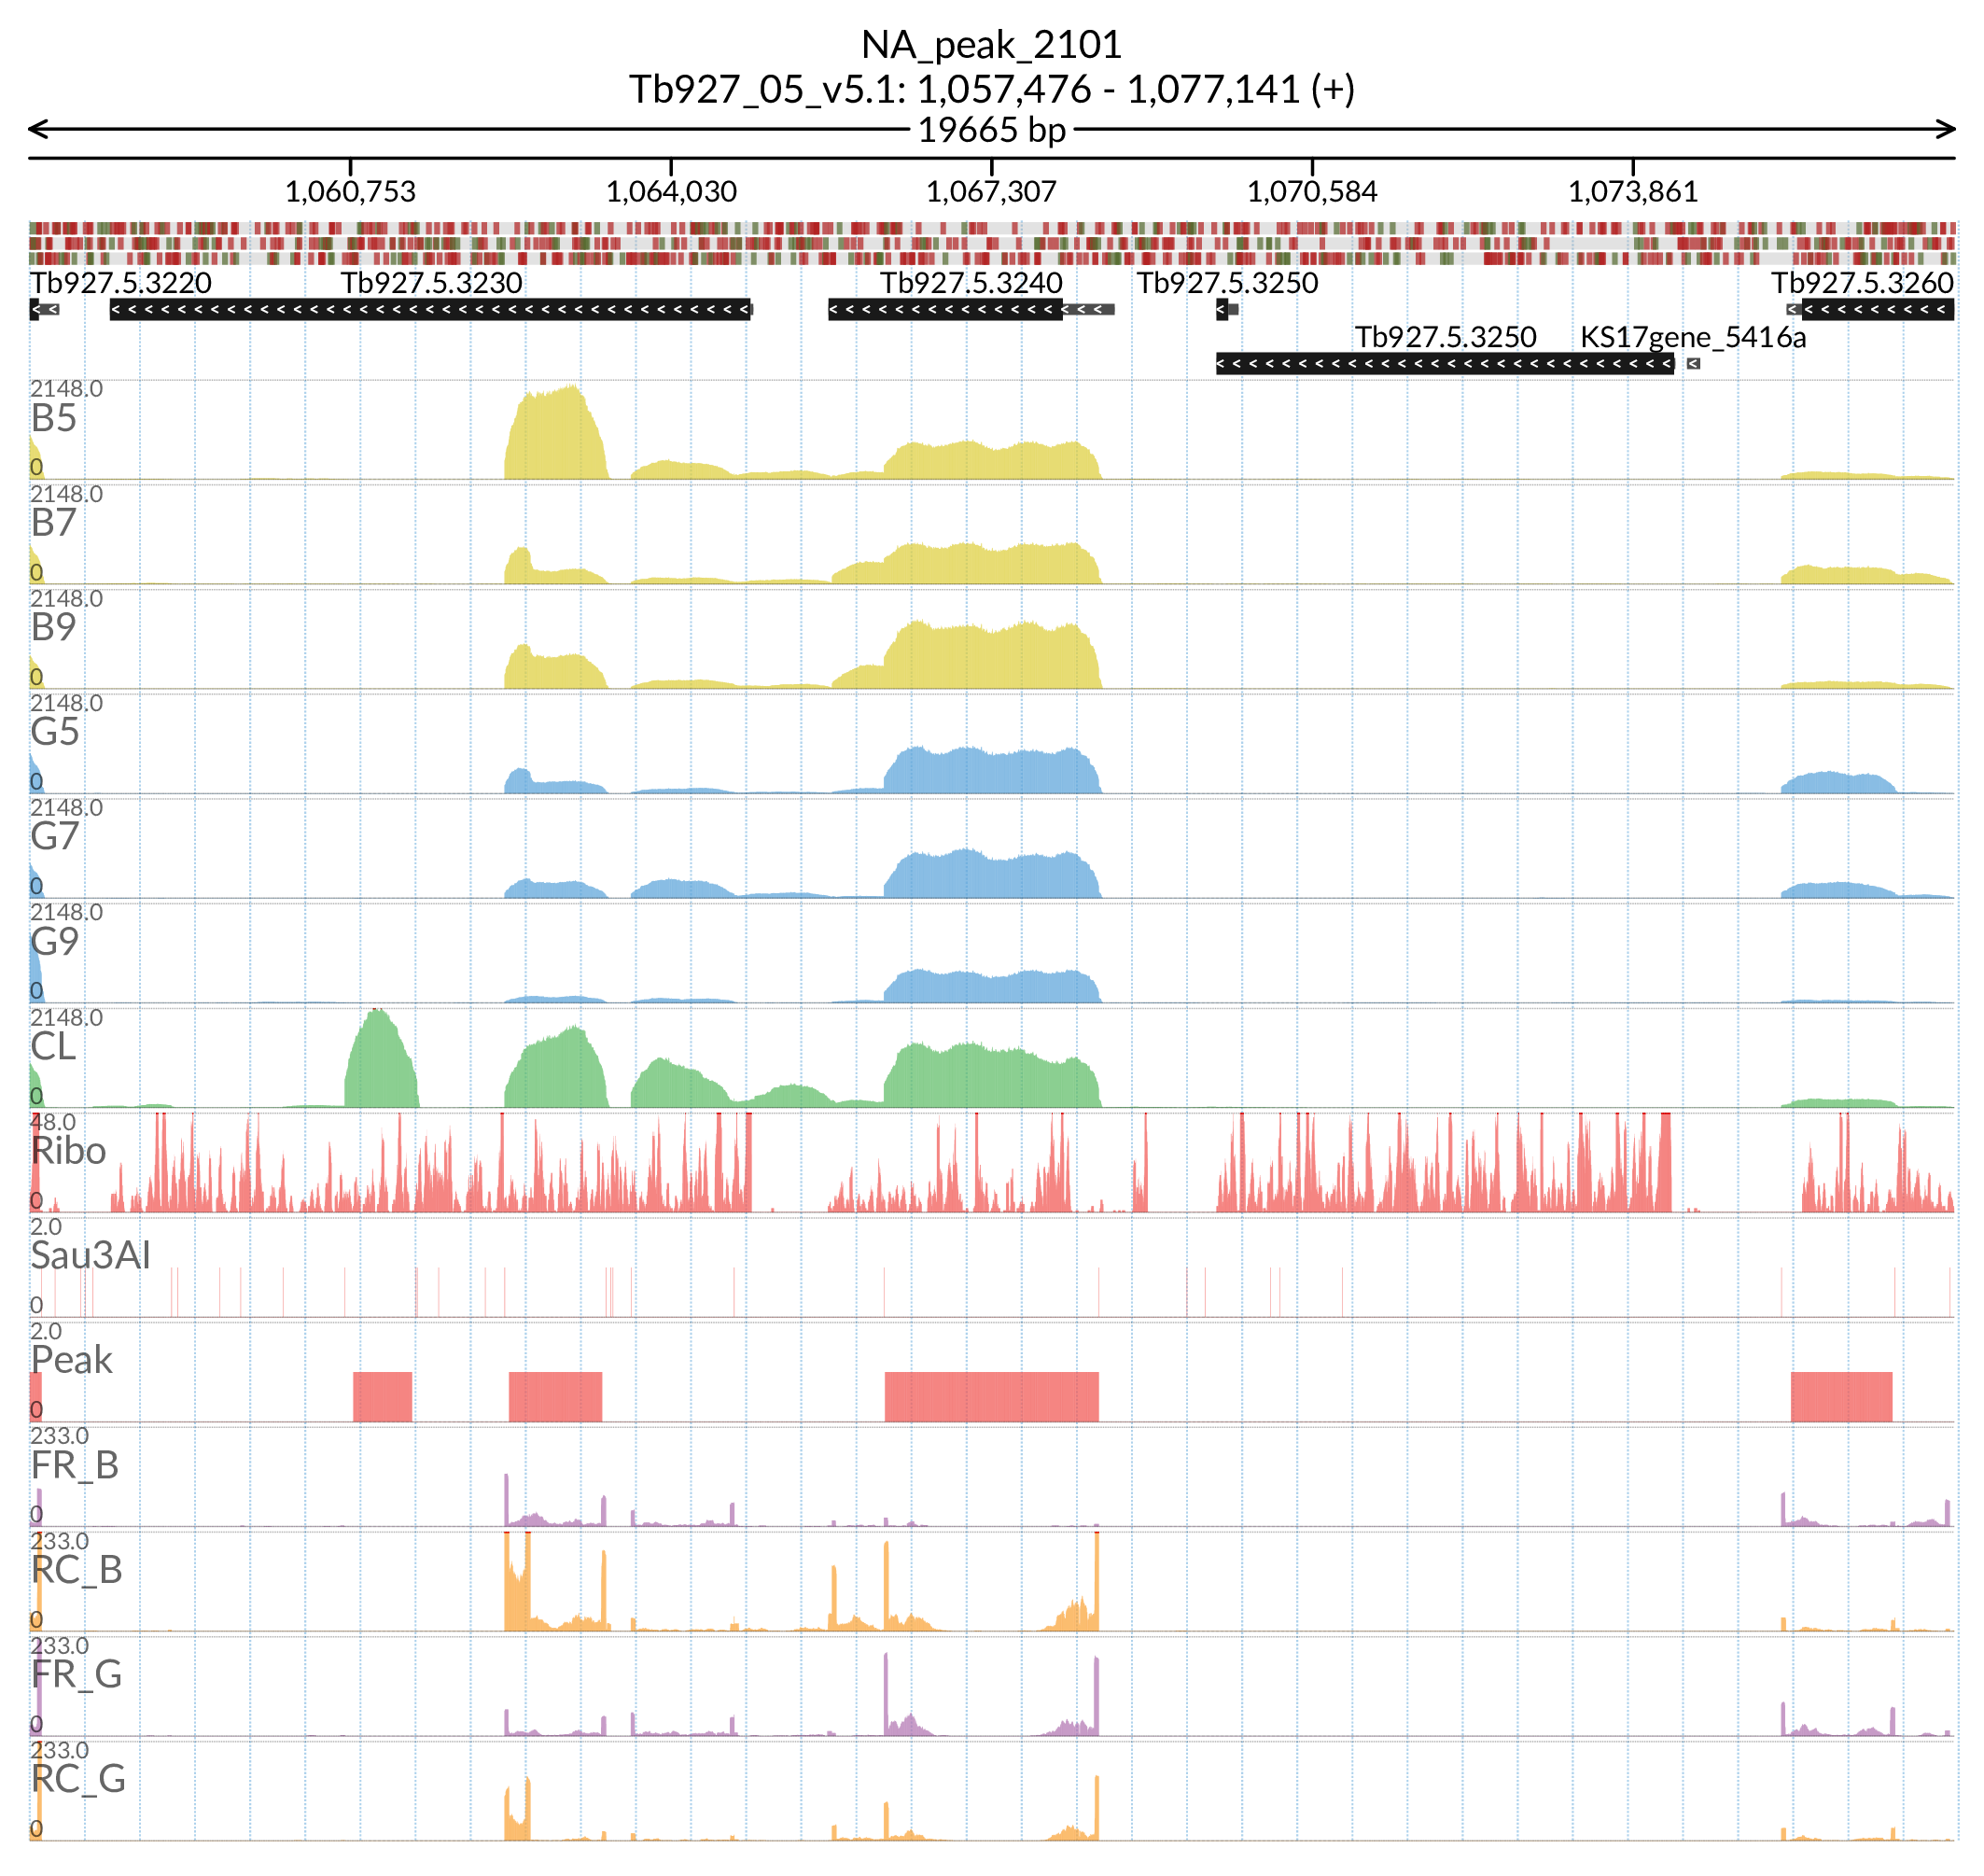 NA_peak_2101
Tb927_05_v5.1: 1,057,476 - 1,077,141 (+)
19665 bp
1,060,753 1,064,030 1,067,307 1,070,584 1,073,861
Tb927.5.3220 Tb927.5.3230 Tb927.5.3240 Tb927.5.3250 Tb927.5.3260
Tb927.5.3250 KS17gene_5416a
2148.0
B5
0
2148.0
B7
0
2148.0
B9
0
2148.0
G5
0
2148.0
G7
0
2148.0
G9
0
2148.0
CL
0
48.0
Ribo
0
2.0
Sau3AI
0
2.0
Peak
0
233.0
FR_B
0
233.0
RC_B
0
233.0
FR_G
0
233.0
RC_G
0